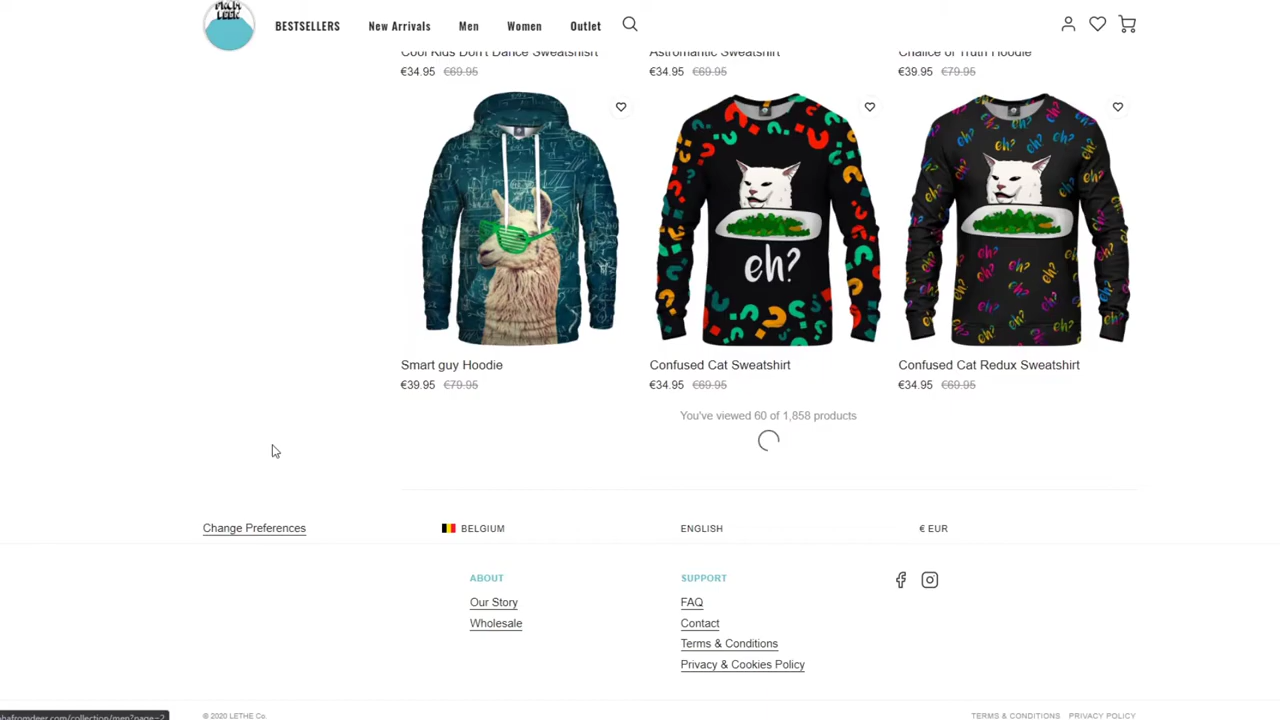 BESTSELLERS New Arrivals Men Women Outlet
Cool Kids Don't Dance Sweatshirt Astromantic Sweatshirt Chalice of Truth Hoodie
€34.95 €69.95 €34.95 €69.95 €39.95 €79.95
eh?
Smart guy Hoodie Confused Cat Sweatshirt Confused Cat Redux Sweatshirt
€39.95 €79.95 €34.95 €69.95 €34.95 €69.95
You've viewed 60 of 1,858 products
Change Preferences BELGIUM ENGLISH € EUR
ABOUT SUPPORT
Our Story FAQ
Wholesale Contact
Terms & Conditions
Privacy & Cookies Policy
© 2020 LETHE Co. TERMS & CONDITIONS PRIVACY POLICY